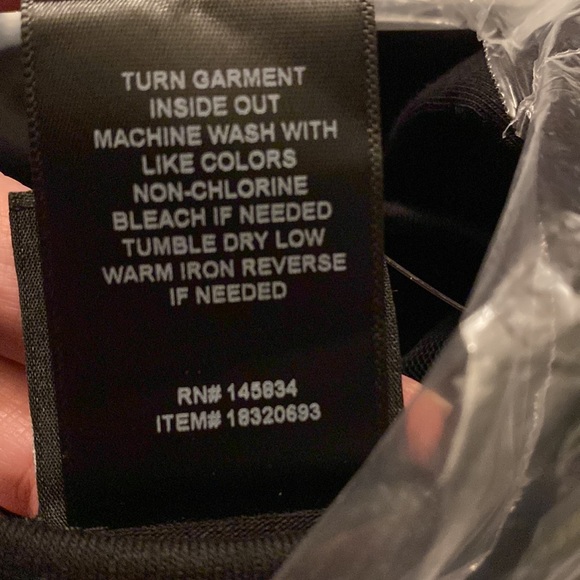 TURN GARMENT
INSIDE OUT
MACHINE WASH WITH
LIKE COLORS
NON-CHLORINE
BLEACH IF NEEDED
TUMBLE DRY LOW
WARM IRON REVERSE
IF NEEDED
RN# 145834
ITEM# 18320693